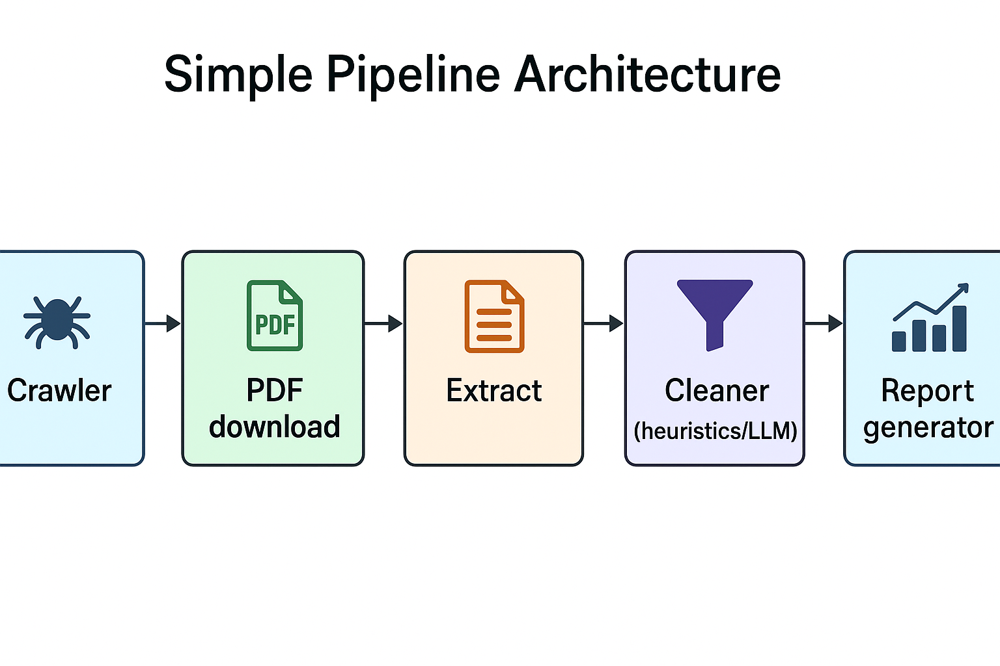 Simple Pipeline Architecture
Crawler
PDF
PDF
download
Extract
Cleaner
(heuristics/LLM)
Report
generator